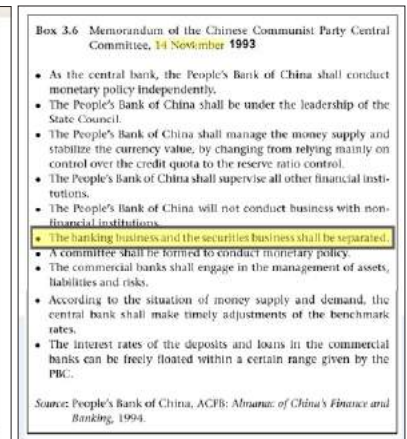 Box 3.6 Memorandum of the Chinese Communist Party Central
Committee, 14 November 1993
• As the central bank, the People's Bank of China shall conduct
monetary policy independently.
• The People's Bank of China shall be under the leadership of the
State Council.
• The People's Bank of China shall manage the money supply and
stabilize the currency value, by changing from relying mainly on
control over the credit quota to the reserve ratio control.
• The People's Bank of China shall supervise all other financial insti-
tutions.
• The People's Bank of China will not conduct business with non-
financial institutions.
• The banking business and the securities business shall be separated.
• A committee shall be formed to conduct monetary policy.
• The commercial banks shall engage in the management of assets,
liabilities and risks.
• According to the situation of money supply and demand, the
central bank shall make timely adjustments of the benchmark
rates.
• The interest rates of the deposits and loans in the commercial
banks can be freely floated within a certain range given by the
PBC.
Source: People's Bank of China, ACFB: Almanac of China's Finance and
Banking, 1994.